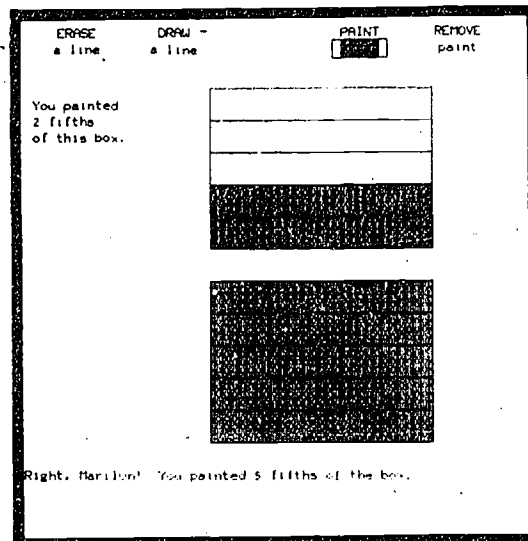 ERASE a line
DRAW - a line
PAINT
REMOVE paint
You painted
2 fifths
of this box.
Right, Marilyn! You painted 5 fifths of the box.